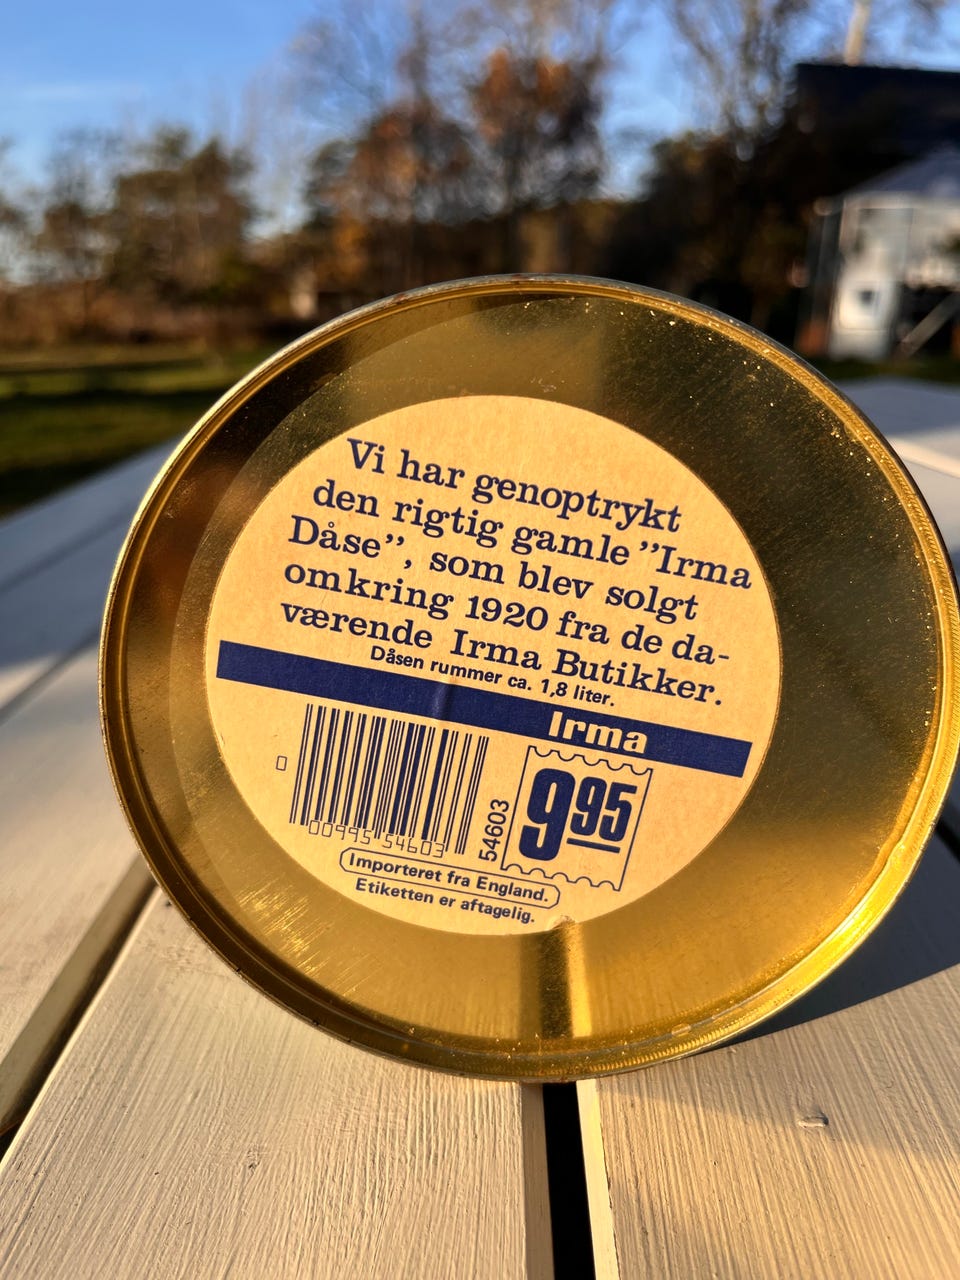 Vi har genoptrykt
den rigtig gamle ”Irma
Dåse”, som blev solgt
omkring 1920 fra de da-
værende Irma Butikker.
Dåsen rummer ca. 1,8 liter.
Irma
0
00995 54603
54603
995
Importeret fra England.
Etiketten er aftagelig.